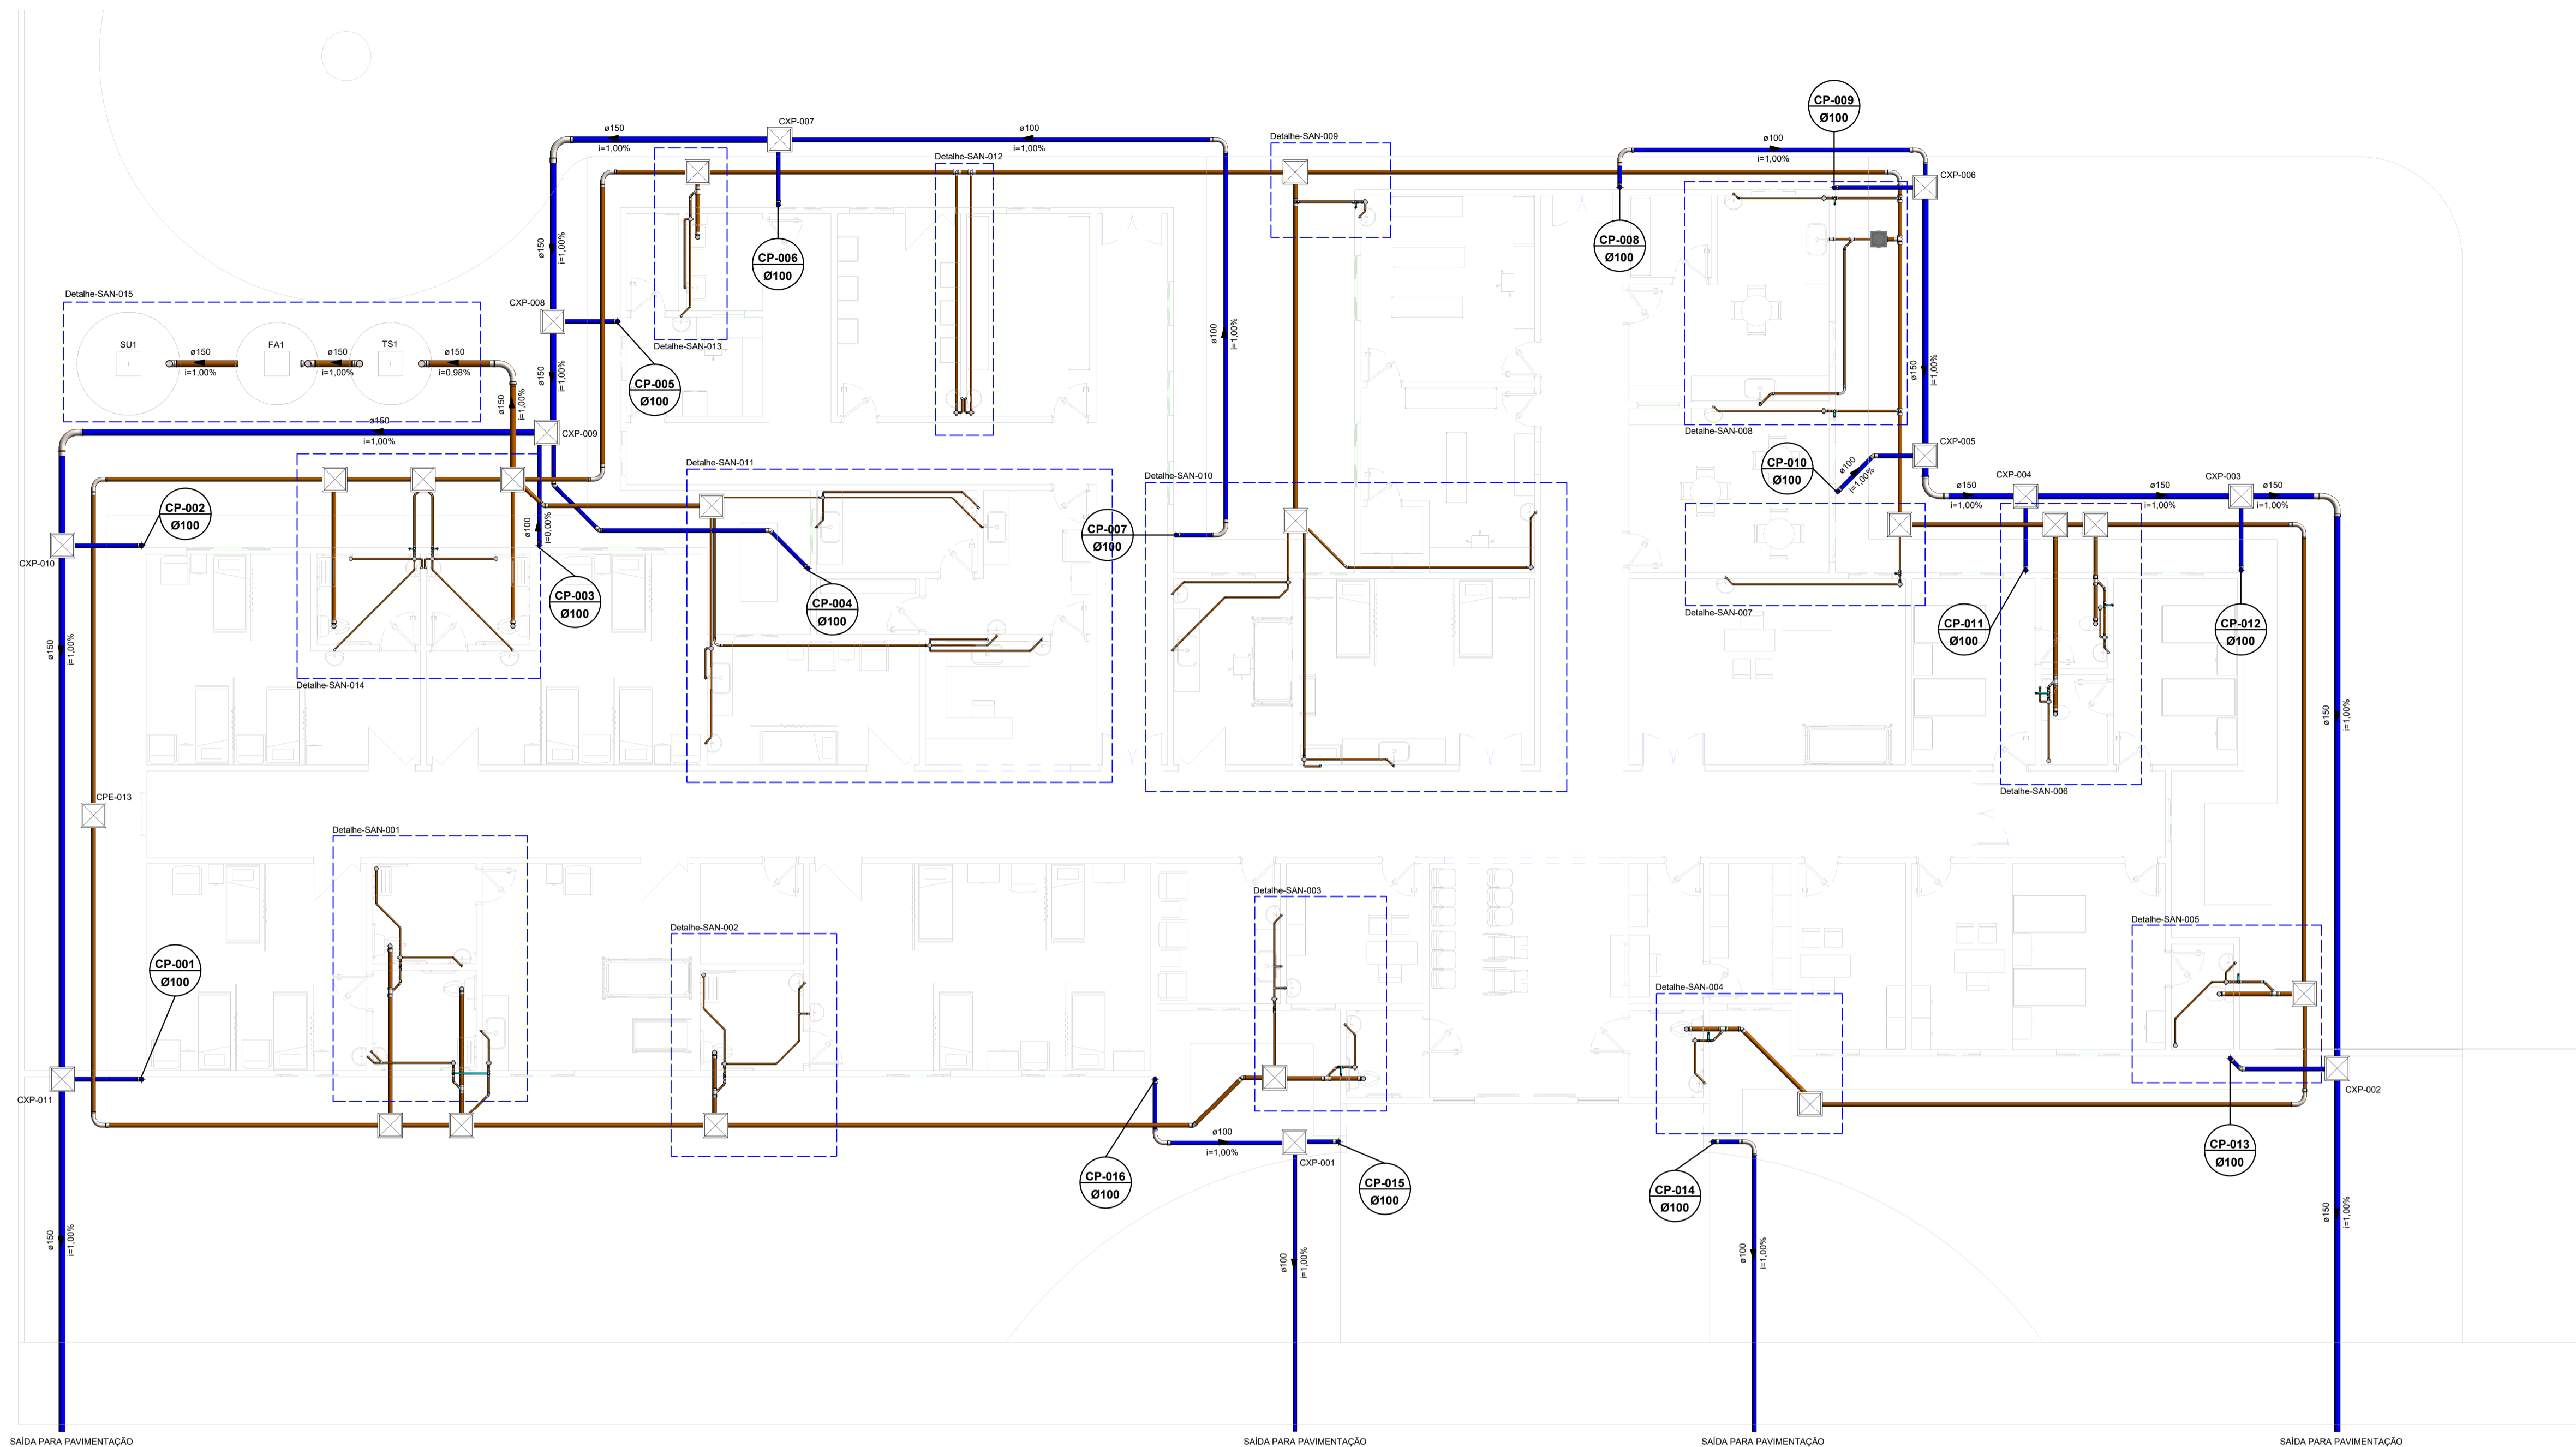 CP-009
Ø100
CXP-007
ø150
i=1,00%
ø100
i=1,00%
Detalhe-SAN-009
ø100
i=1,00%
Detalhe-SAN-012
CXP-006
CP-008
Ø100
CP-006
Ø100
ø150
i=1,00%
Detalhe-SAN-015
CXP-008
SU1
FA1
TS1
Detalhe-SAN-013
ø150
i=1,00%
ø150
i=1,00%
ø150
i=0,98%
ø100
i=1,00%
ø150
i=1,00%
ø150
i=1,00%
CP-005
Ø100
ø150
i=1,00%
ø150
i=1,00%
CXP-009
Detalhe-SAN-008
CXP-005
Detalhe-SAN-011
CP-010
Ø100
ø100
i=1,00%
Detalhe-SAN-010
CXP-004
CXP-003
ø150
i=1,00%
ø150
i=1,00%
ø150
i=1,00%
CP-002
Ø100
ø100
i=0,00%
CP-007
Ø100
CXP-010
CP-003
Ø100
CP-004
Ø100
Detalhe-SAN-007
CP-011
Ø100
CP-012
Ø100
ø150
i=1,00%
Detalhe-SAN-014
ø150
i=1,00%
Detalhe-SAN-006
CPE-013
Detalhe-SAN-001
Detalhe-SAN-003
Detalhe-SAN-002
Detalhe-SAN-005
CP-001
Ø100
Detalhe-SAN-004
CXP-011
CXP-002
ø100
i=1,00%
CXP-001
CP-013
Ø100
CP-016
Ø100
CP-015
Ø100
CP-014
Ø100
ø150
i=1,00%
ø100
i=1,00%
ø100
i=1,00%
ø150
i=1,00%
SAÍDA PARA PAVIMENTAÇÃO
SAÍDA PARA PAVIMENTAÇÃO
SAÍDA PARA PAVIMENTAÇÃO
SAÍDA PARA PAVIMENTAÇÃO